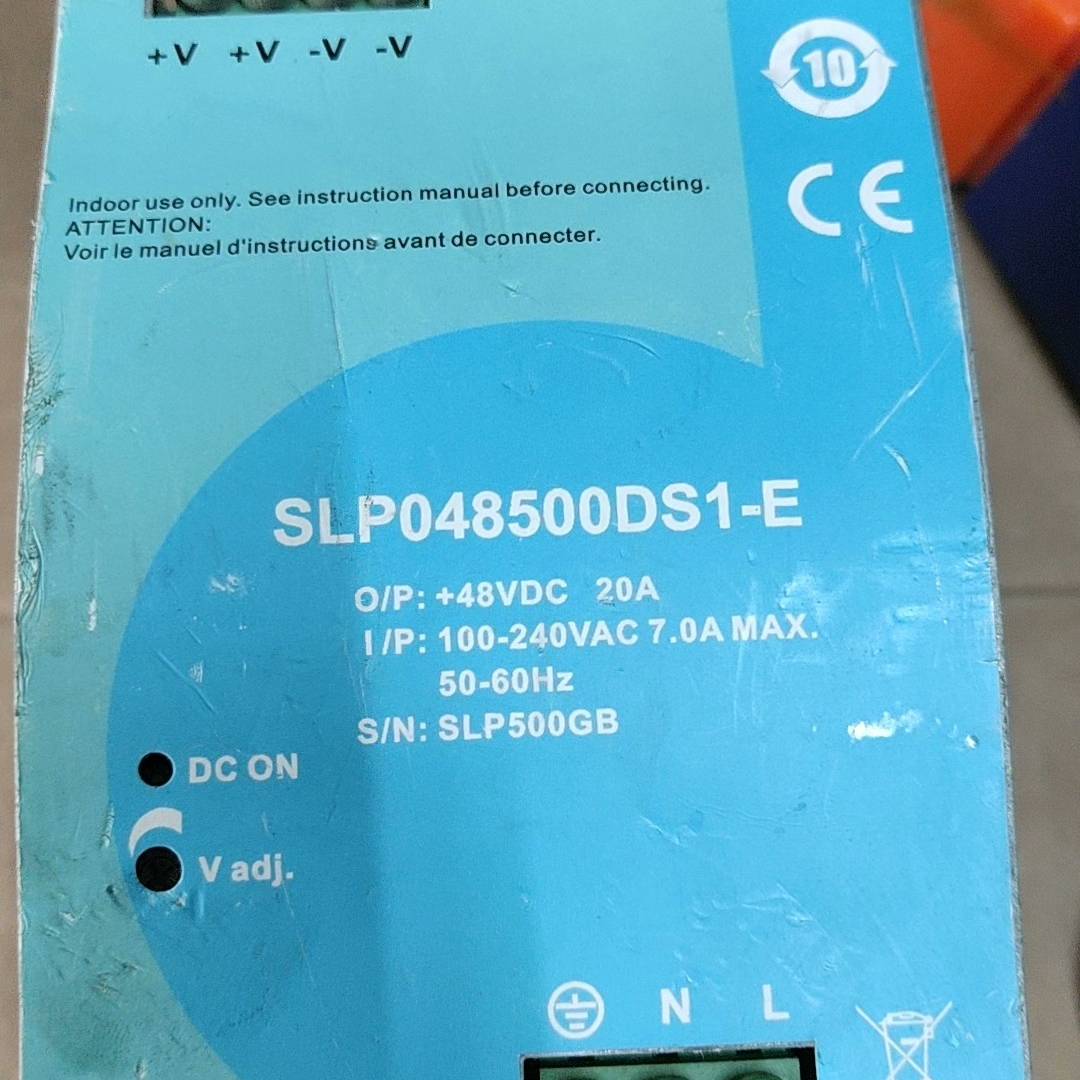 +V +V -V -V
10
CE
Indoor use only. See instruction manual before connecting.
ATTENTION:
Voir le manuel d'instructions avant de connecter.
SLP048500DS1-E
O/P: +48VDC 20A
I/P: 100-240VAC 7.0A MAX.
50-60Hz
S/N: SLP500GB
DC ON
V adj.
N L